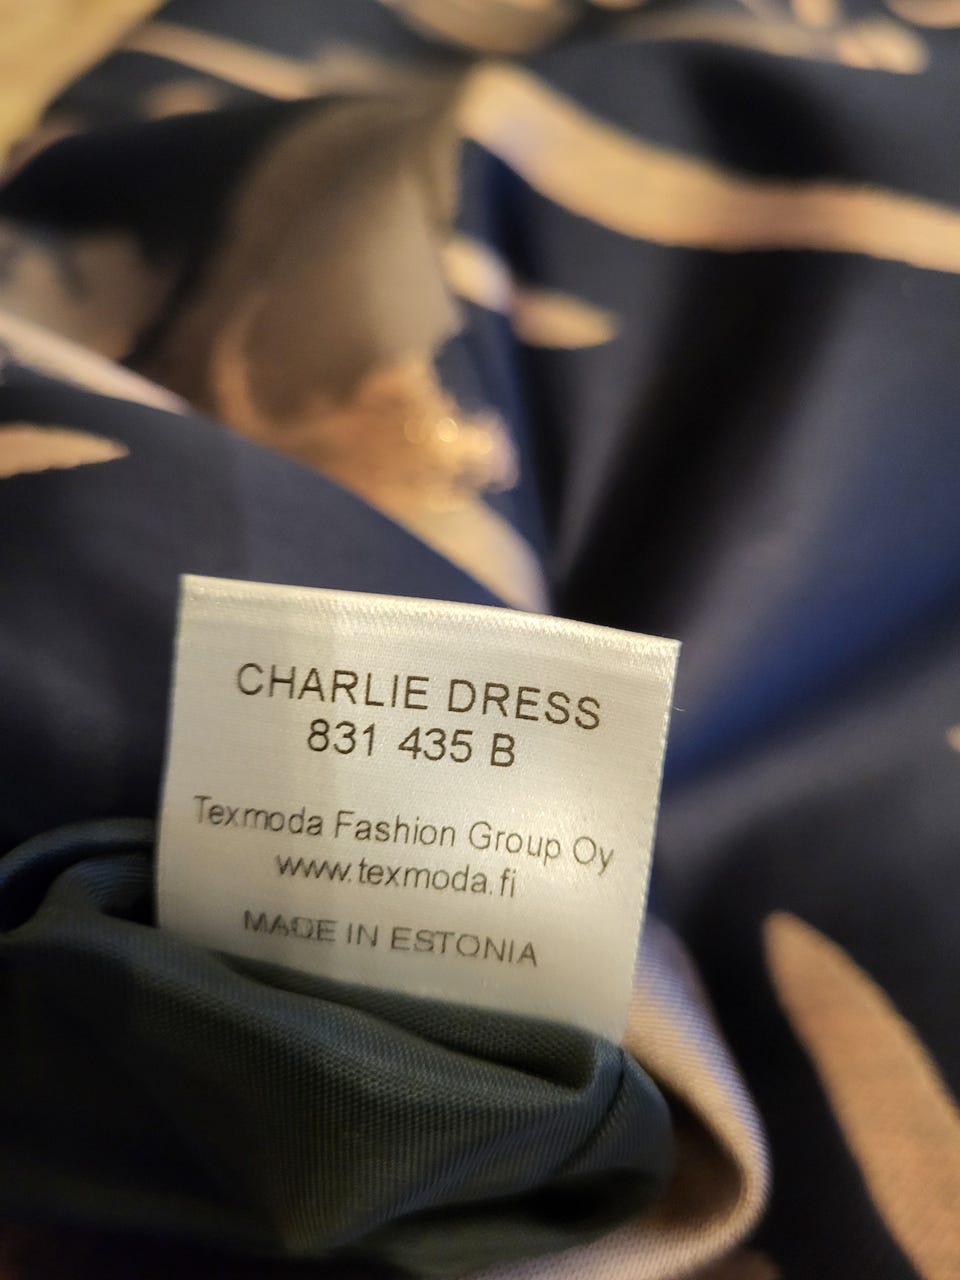 CHARLIE DRESS
831 435 B
Texmoda Fashion Group Oy
www.texmoda.fi
MADE IN ESTONIA